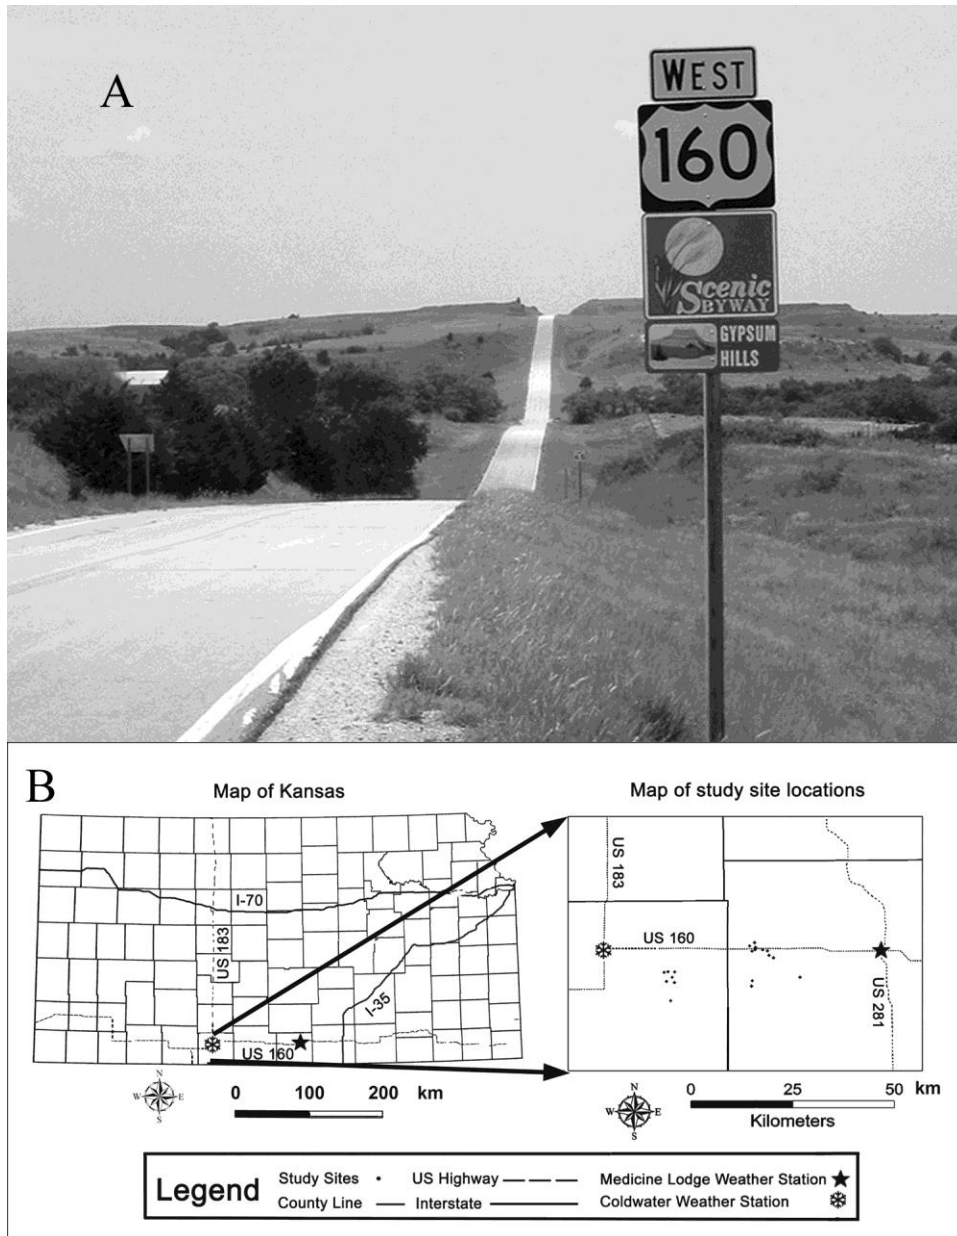 A
WEST
160
Scenic
BYWAY
GYPSUM
HILLS
B
Map of Kansas
Map of study site locations
I-70
US 183
I-35
US 160
US 183
US 160
US 281
N
W E
S
0 100 200 km
N
W E
S
0 25 50 km
Kilometers
Legend
Study Sites US Highway Medicine Lodge Weather Station
County Line Interstate Coldwater Weather Station